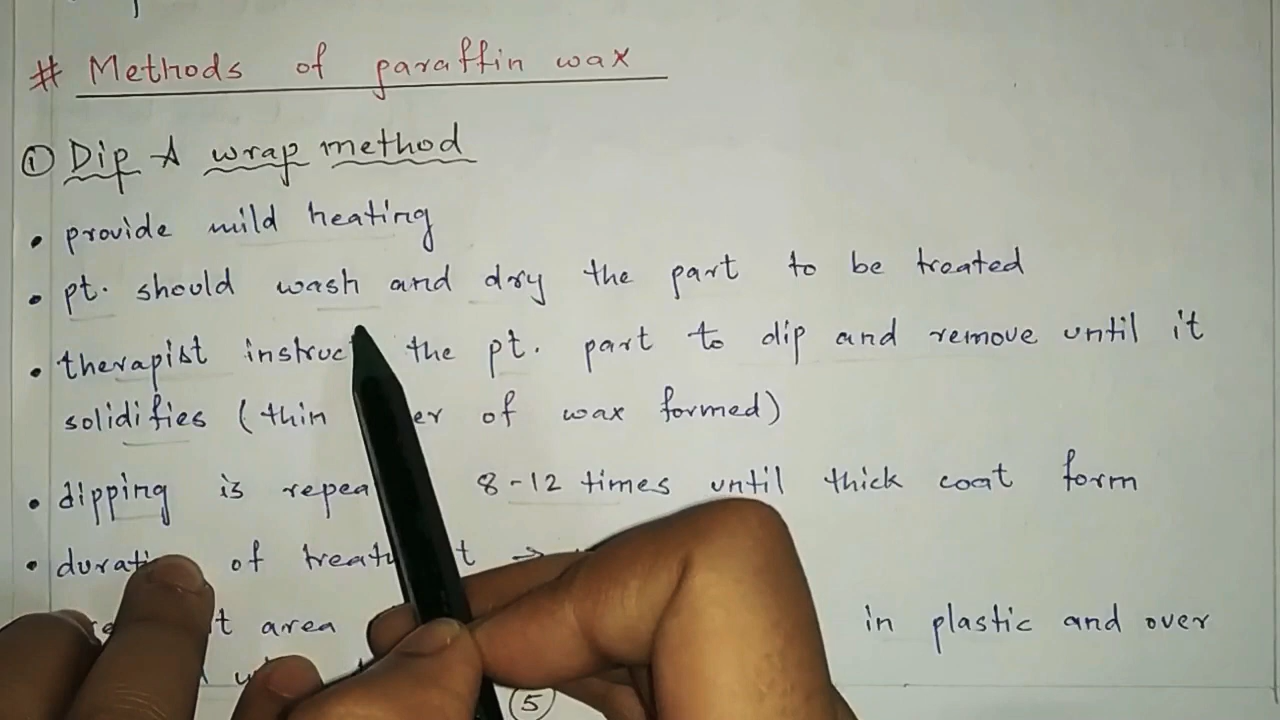 # Methods of paraffin wax
① Dip & wrap method
• provide mild heating
• pt. should wash and dry the part to be treated
• therapist instruc the pt. part to dip and remove until it
solidifies (thin er of wax formed)
• dipping is repea 8-12 times until thick coat form
• durati of treat t →
t area in plastic and over
⑤